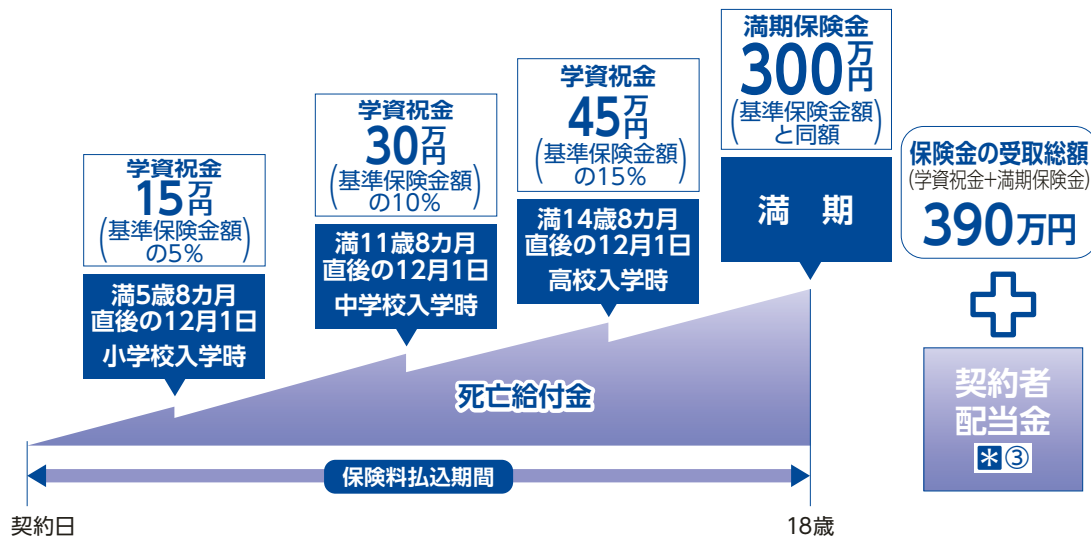 学資祝金
15万円
(基準保険金額
の5%)
満5歳8カ月
直後の12月1日
小学校入学時
学資祝金
30万円
(基準保険金額
の10%)
満11歳8カ月
直後の12月1日
中学校入学時
学資祝金
45万円
(基準保険金額
の15%)
満14歳8カ月
直後の12月1日
高校入学時
満期保険金
300万円
(基準保険金額
と同額)
満 期
保険金の受取総額
(学資祝金+満期保険金)
390万円
契約者
配当金
*③
死亡給付金
保険料払込期間
契約日
18歳